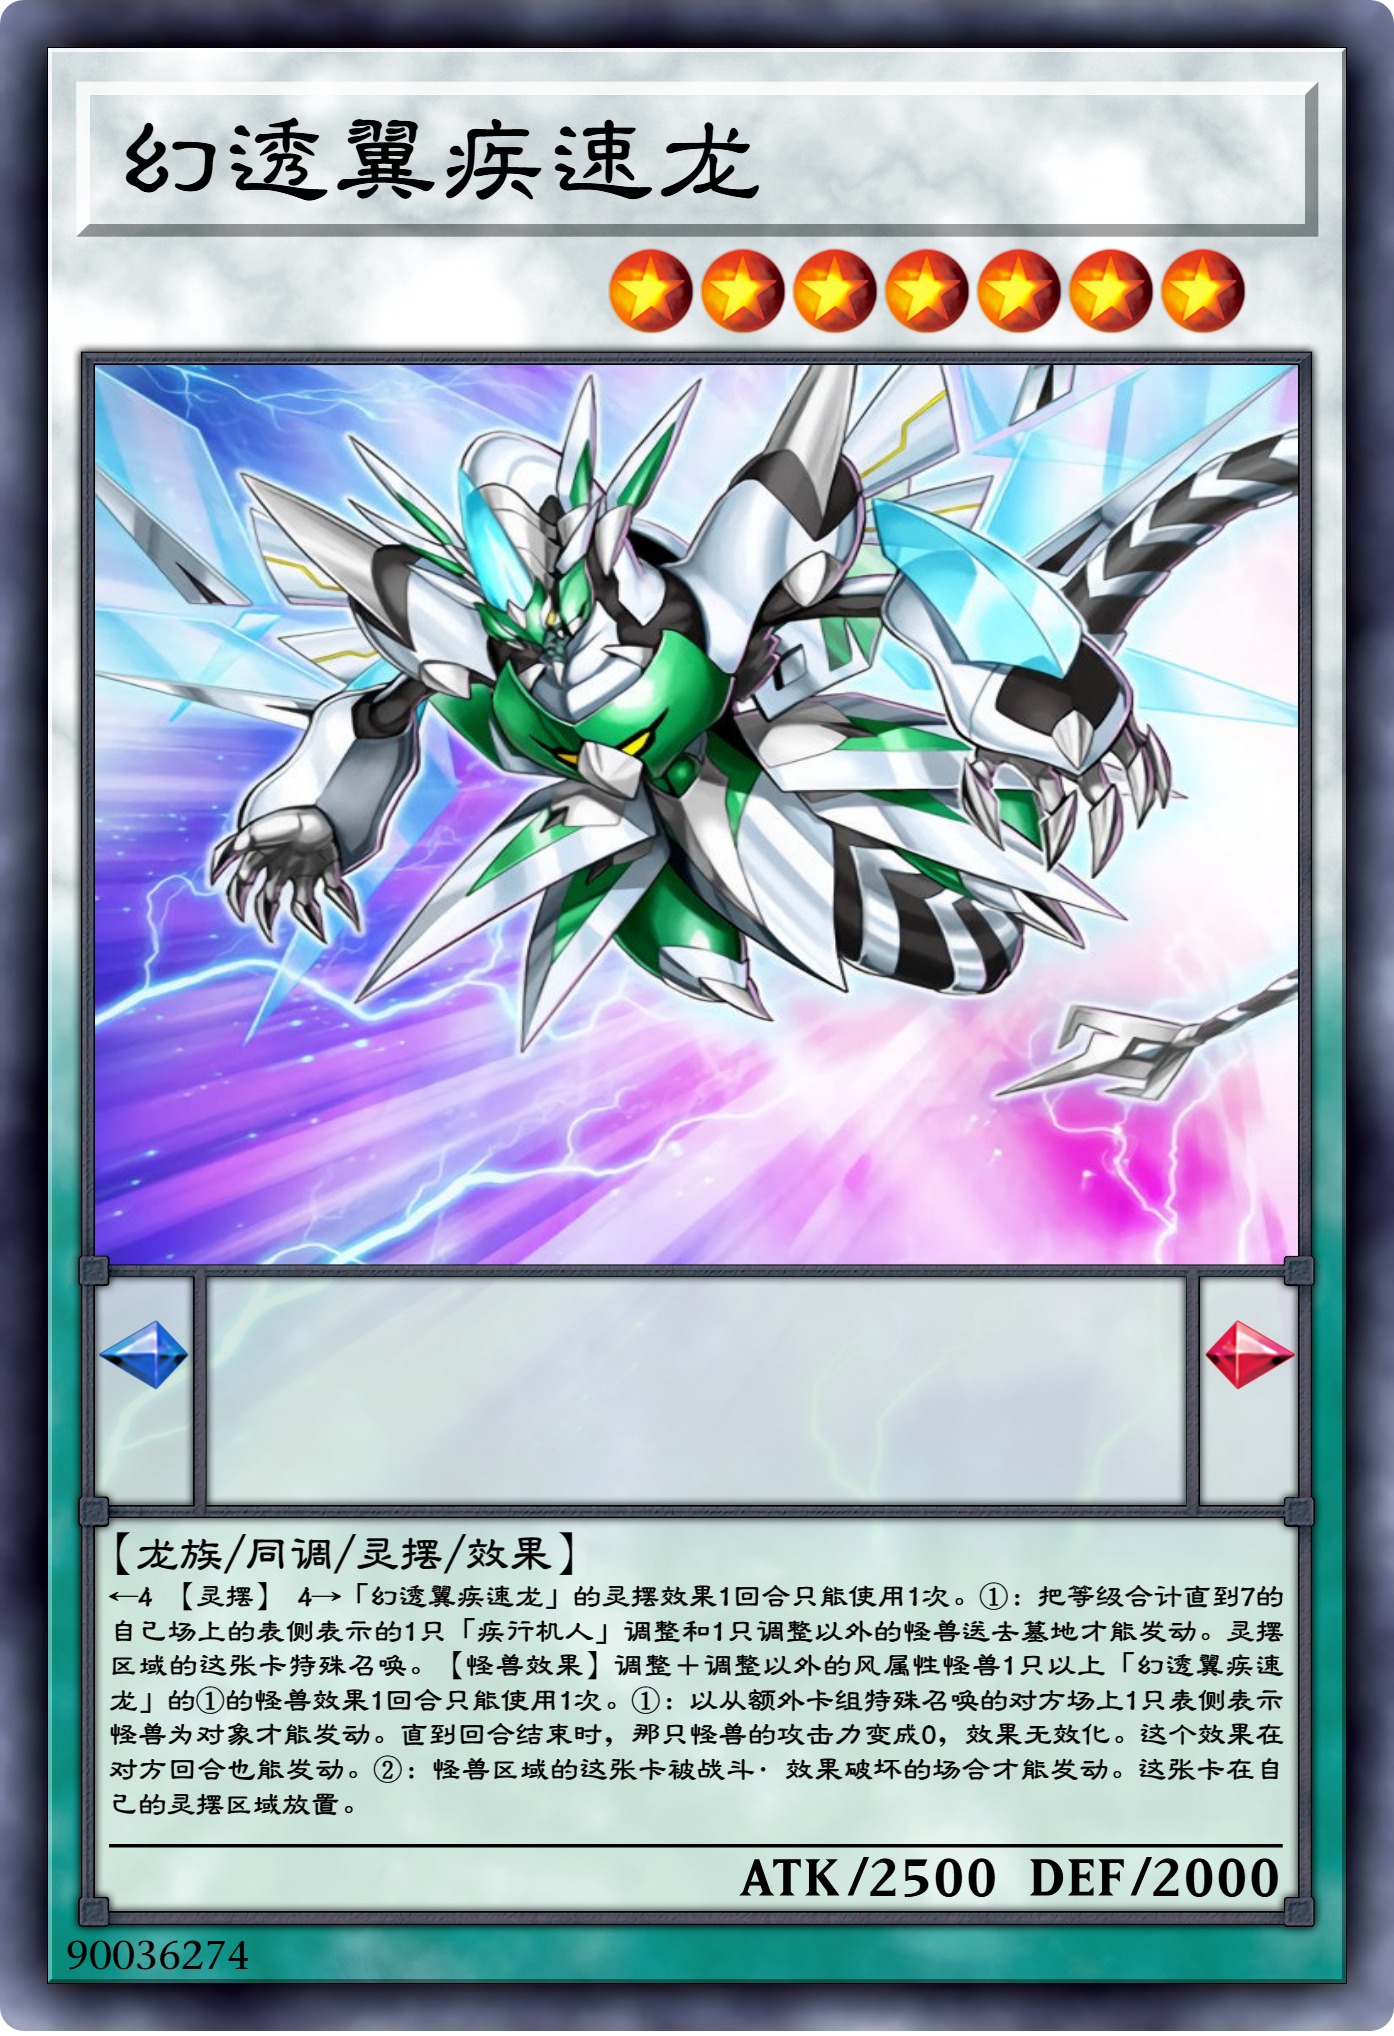 幻透翼疾速龙
【龙族/同调/灵摆/效果】
←4 【灵摆】 4→「幻透翼疾速龙」的灵摆效果1回合只能使用1次。①：把等级合计直到7的
自己场上的表侧表示的1只「疾行机人」调整和1只调整以外的怪兽送去墓地才能发动。灵摆
区域的这张卡特殊召唤。【怪兽效果】调整＋调整以外的风属性怪兽1只以上「幻透翼疾速
龙」的①的怪兽效果1回合只能使用1次。①：以从额外卡组特殊召唤的对方场上1只表侧表示
怪兽为对象才能发动。直到回合结束时，那只怪兽的攻击力变成0，效果无效化。这个效果在
对方回合也能发动。②：怪兽区域的这张卡被战斗·效果破坏的场合才能发动。这张卡在自
己的灵摆区域放置。
ATK/2500 DEF/2000
90036274